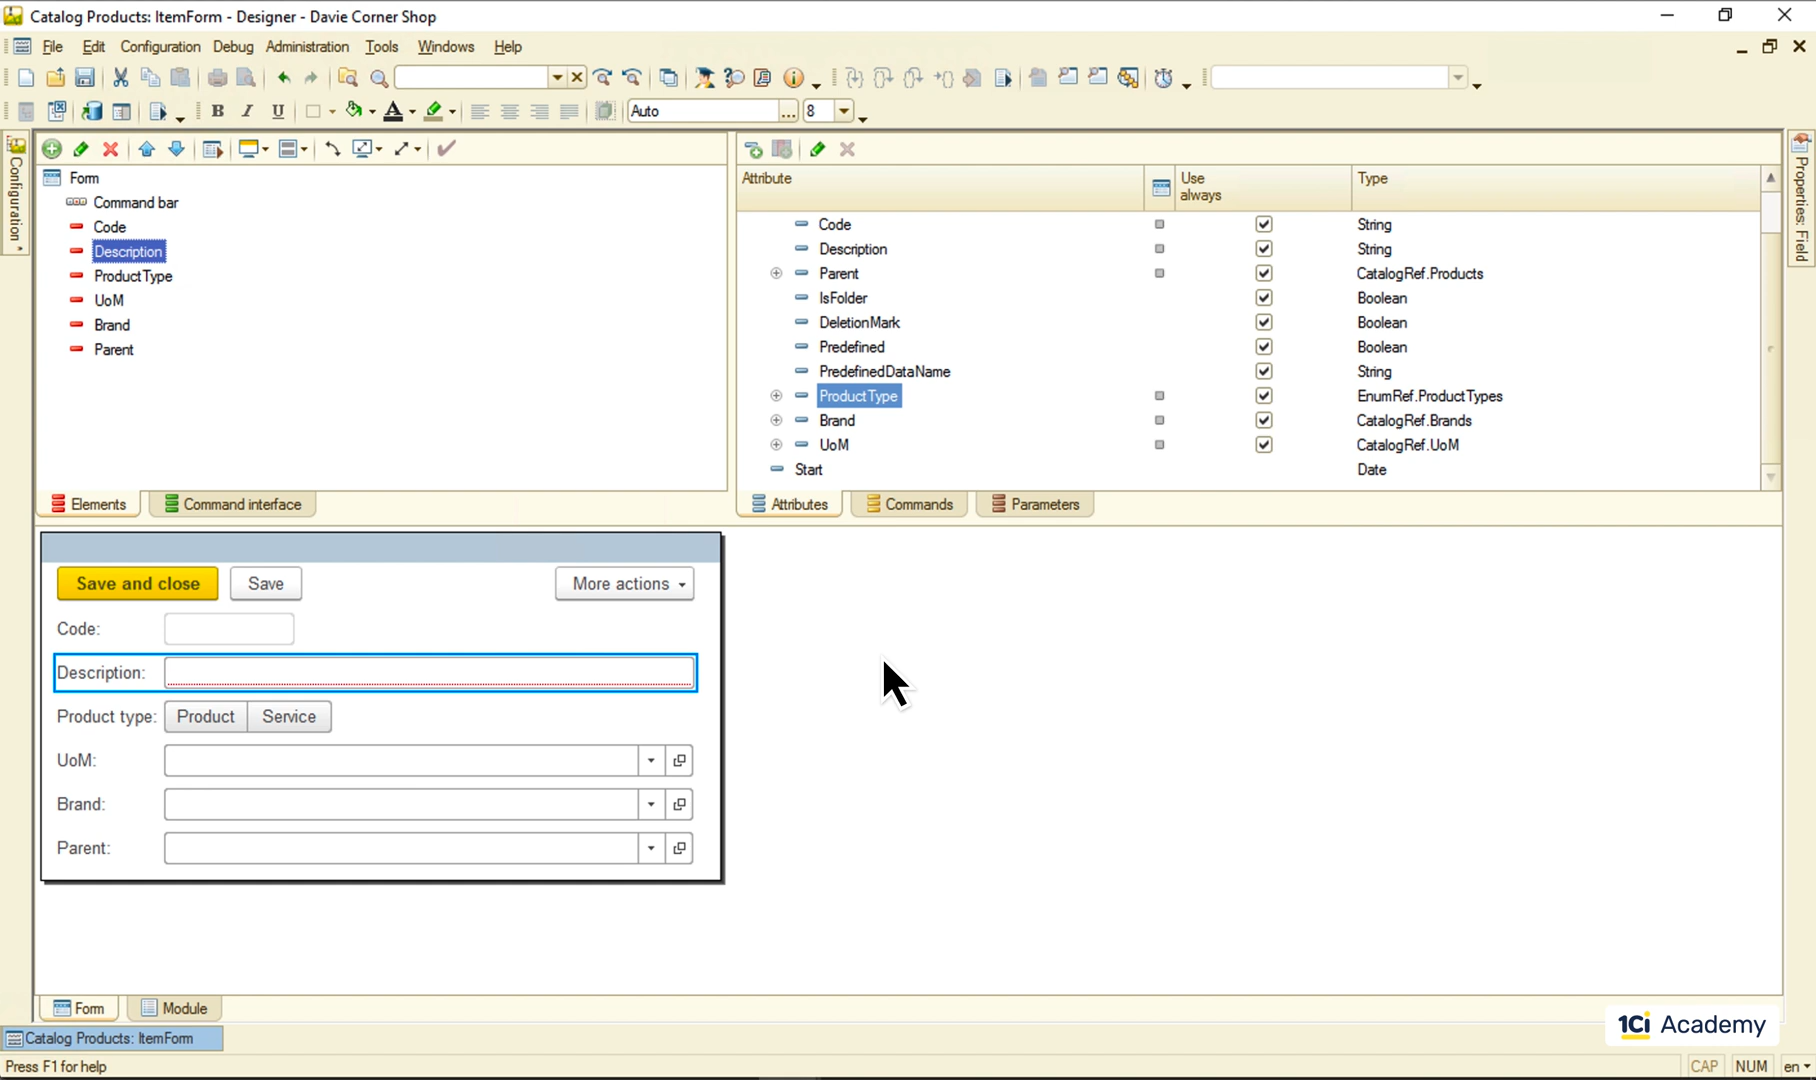 Catalog Products: ItemForm - Designer - Davie Corner Shop
File Edit Configuration Debug Administration Tools Windows Help
B I U A Auto ... 8
Configuration
Form
Command bar
Code
Description
ProductType
UoM
Brand
Parent
Elements Command interface
Attribute Use always Type
Code String
Description String
Parent CatalogRef.Products
IsFolder Boolean
DeletionMark Boolean
Predefined Boolean
PredefinedDataName String
ProductType EnumRef.ProductTypes
Brand CatalogRef.Brands
UoM CatalogRef.UoM
Start Date
Attributes Commands Parameters
Properties: Field
Save and close Save More actions
Code:
Description:
Product type: Product Service
UoM:
Brand:
Parent:
Form Module
1Ci Academy
Catalog Products: ItemForm
Press F1 for help CAP NUM en